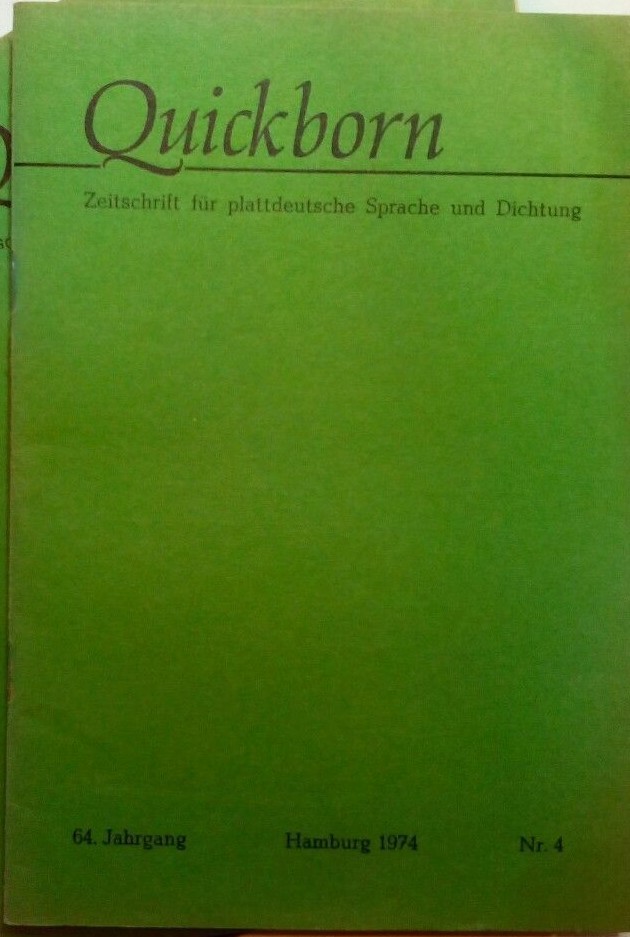 Quickborn
Zeitschrift für plattdeutsche Sprache und Dichtung
64. Jahrgang Hamburg 1974 Nr. 4